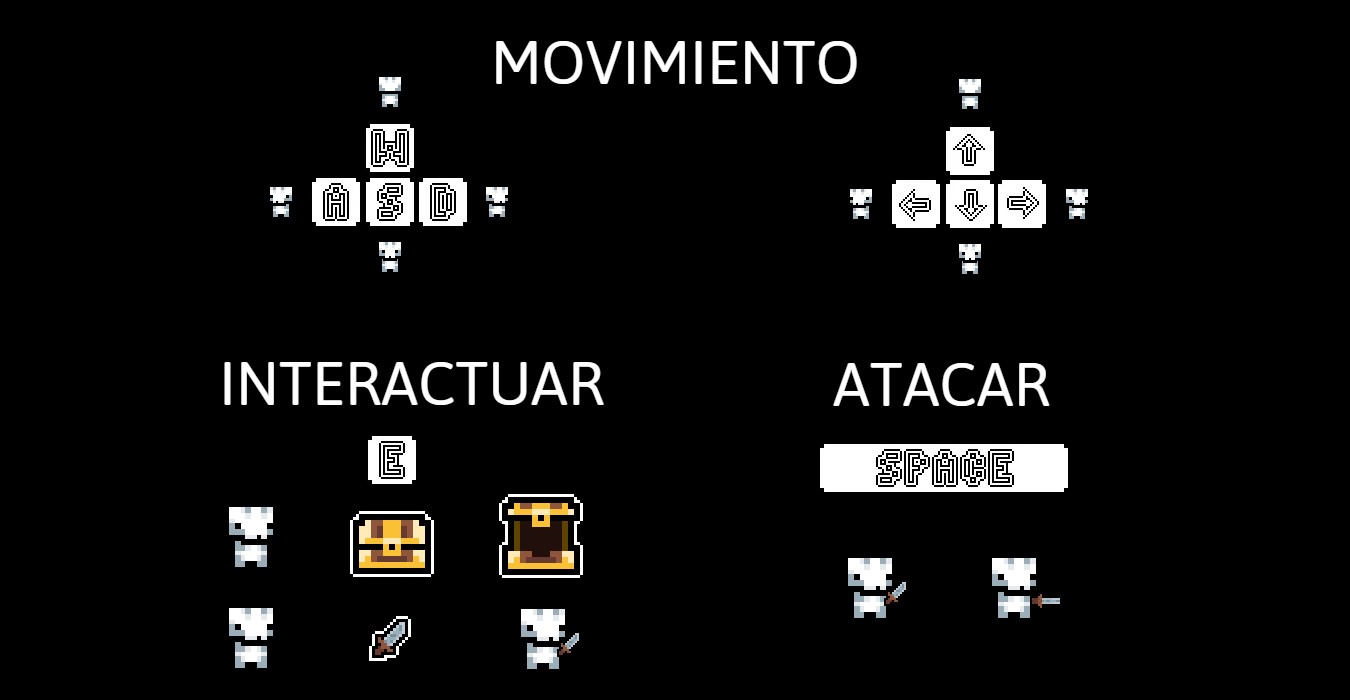 MOVIMIENTO
W
A S D
INTERACTUAR
ATACAR
E
SPACE